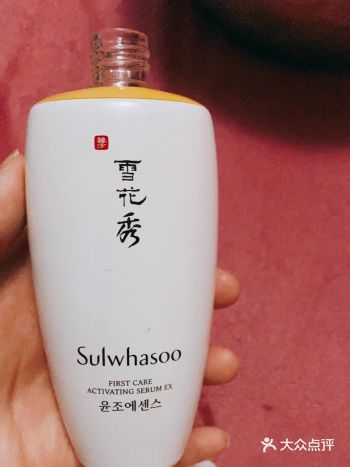 雪
花
秀
Sulwhasoo
FIRST CARE
ACTIVATING SERUM EX
윤조에센스
大众点评